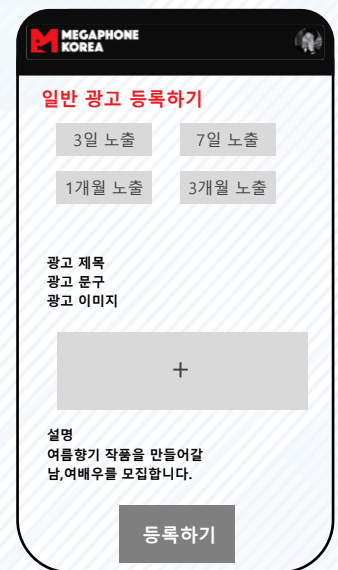 MEGAPHONE
KOREA
일반 광고 등록하기
3일 노출
7일 노출
1개월 노출
3개월 노출
광고 제목
광고 문구
광고 이미지
+
설명
여름향기 작품을 만들어갈
남,여배우를 모집합니다.
등록하기